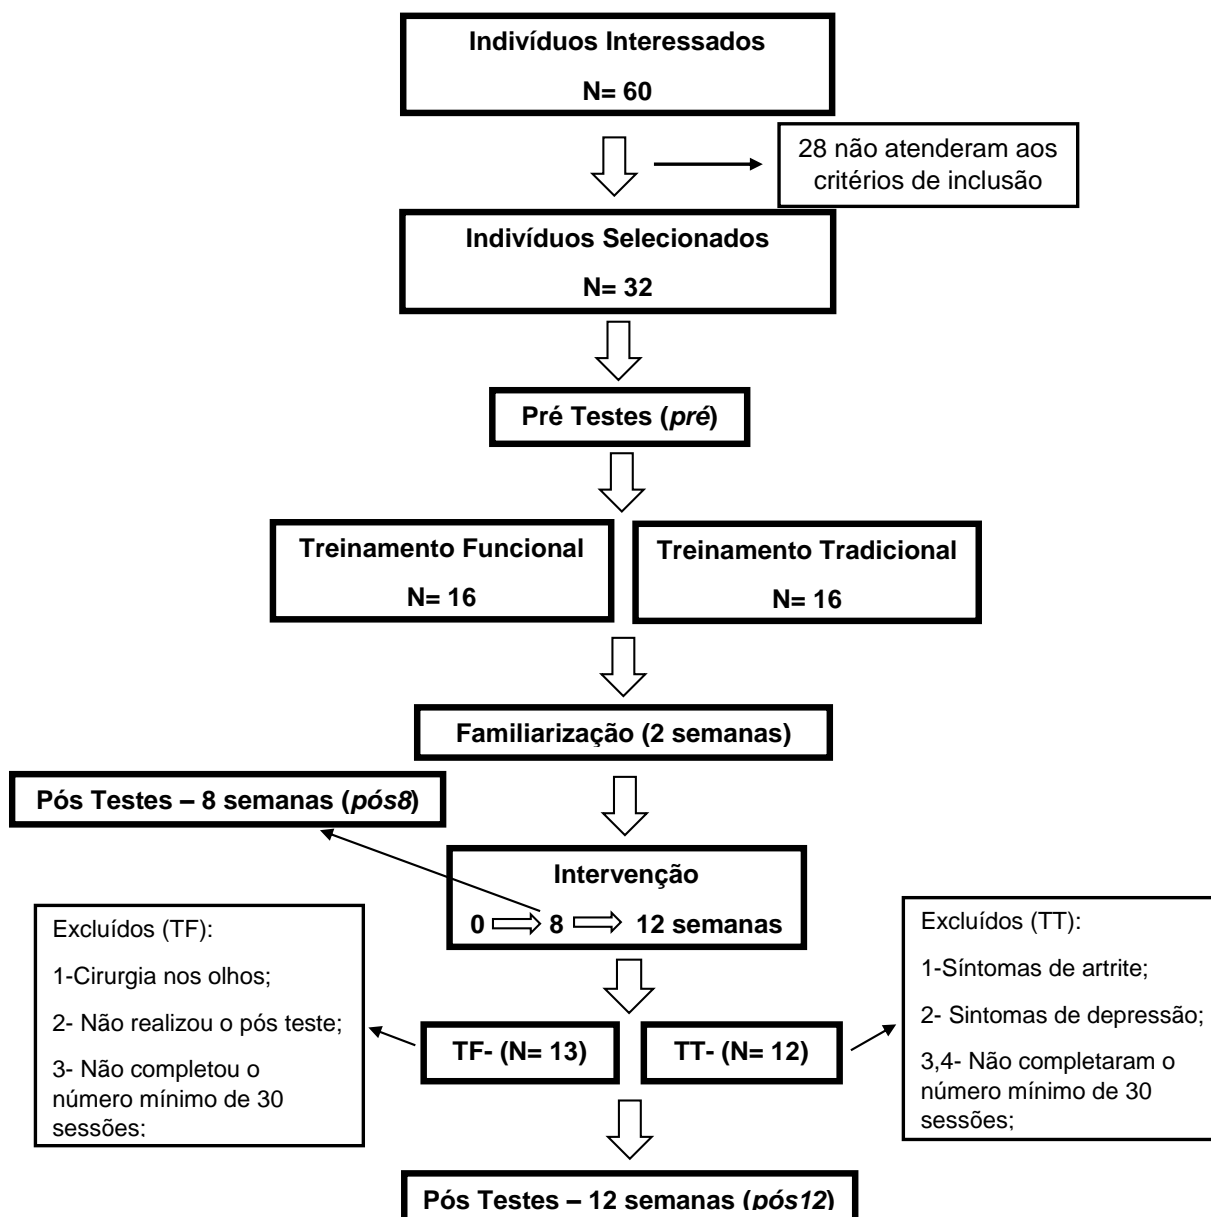 Indivíduos Interessados
N= 60
28 não atenderam aos
critérios de inclusão
Indivíduos Selecionados
N= 32
Pré Testes (pré)
Treinamento Funcional
N= 16
Treinamento Tradicional
N= 16
Familiarização (2 semanas)
Pós Testes – 8 semanas (pós8)
Intervenção
0 8 12 semanas
Excluídos (TF):
1-Cirurgia nos olhos;
2- Não realizou o pós teste;
3- Não completou o
número mínimo de 30
sessões;
TF- (N= 13)
TT- (N= 12)
Excluídos (TT):
1-Síntomas de artrite;
2- Sintomas de depressão;
3,4- Não completaram o
número mínimo de 30
sessões;
Pós Testes – 12 semanas (pós12)